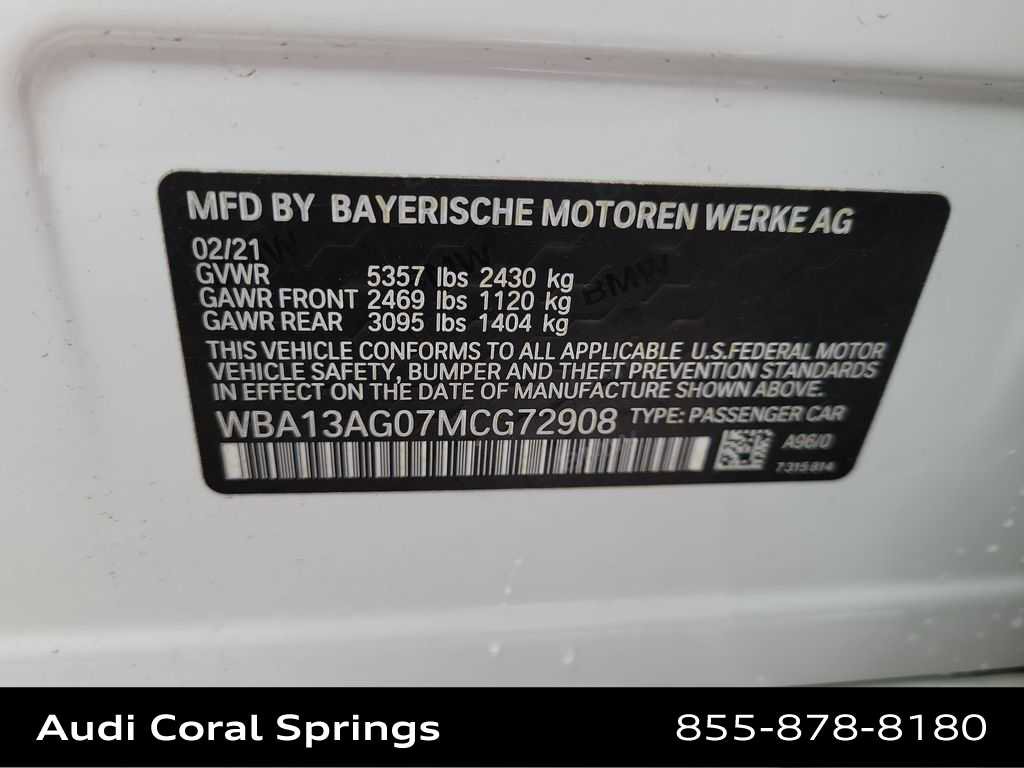 MFD BY BAYERISCHE MOTOREN WERKE AG
02/21
GVWR 5357 lbs 2430 kg
GAWR FRONT 2469 lbs 1120 kg
GAWR REAR 3095 lbs 1404 kg
THIS VEHICLE CONFORMS TO ALL APPLICABLE U.S.FEDERAL MOTOR
VEHICLE SAFETY, BUMPER AND THEFT PREVENTION STANDARDS
IN EFFECT ON THE DATE OF MANUFACTURE SHOWN ABOVE.
WBA13AG07MCG72908 TYPE: PASSENGER CAR
A96/0
7315814
BMW
Audi Coral Springs 855-878-8180